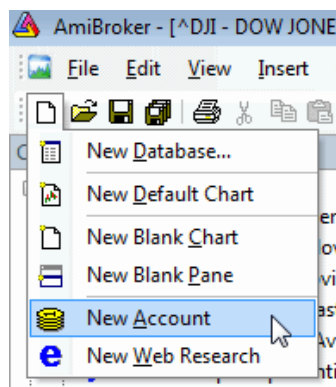 AmiBroker - [^DJI - DOW JONE
File Edit View Insert
New Database...
New Default Chart
New Blank Chart
New Blank Pane
New Account
New Web Research